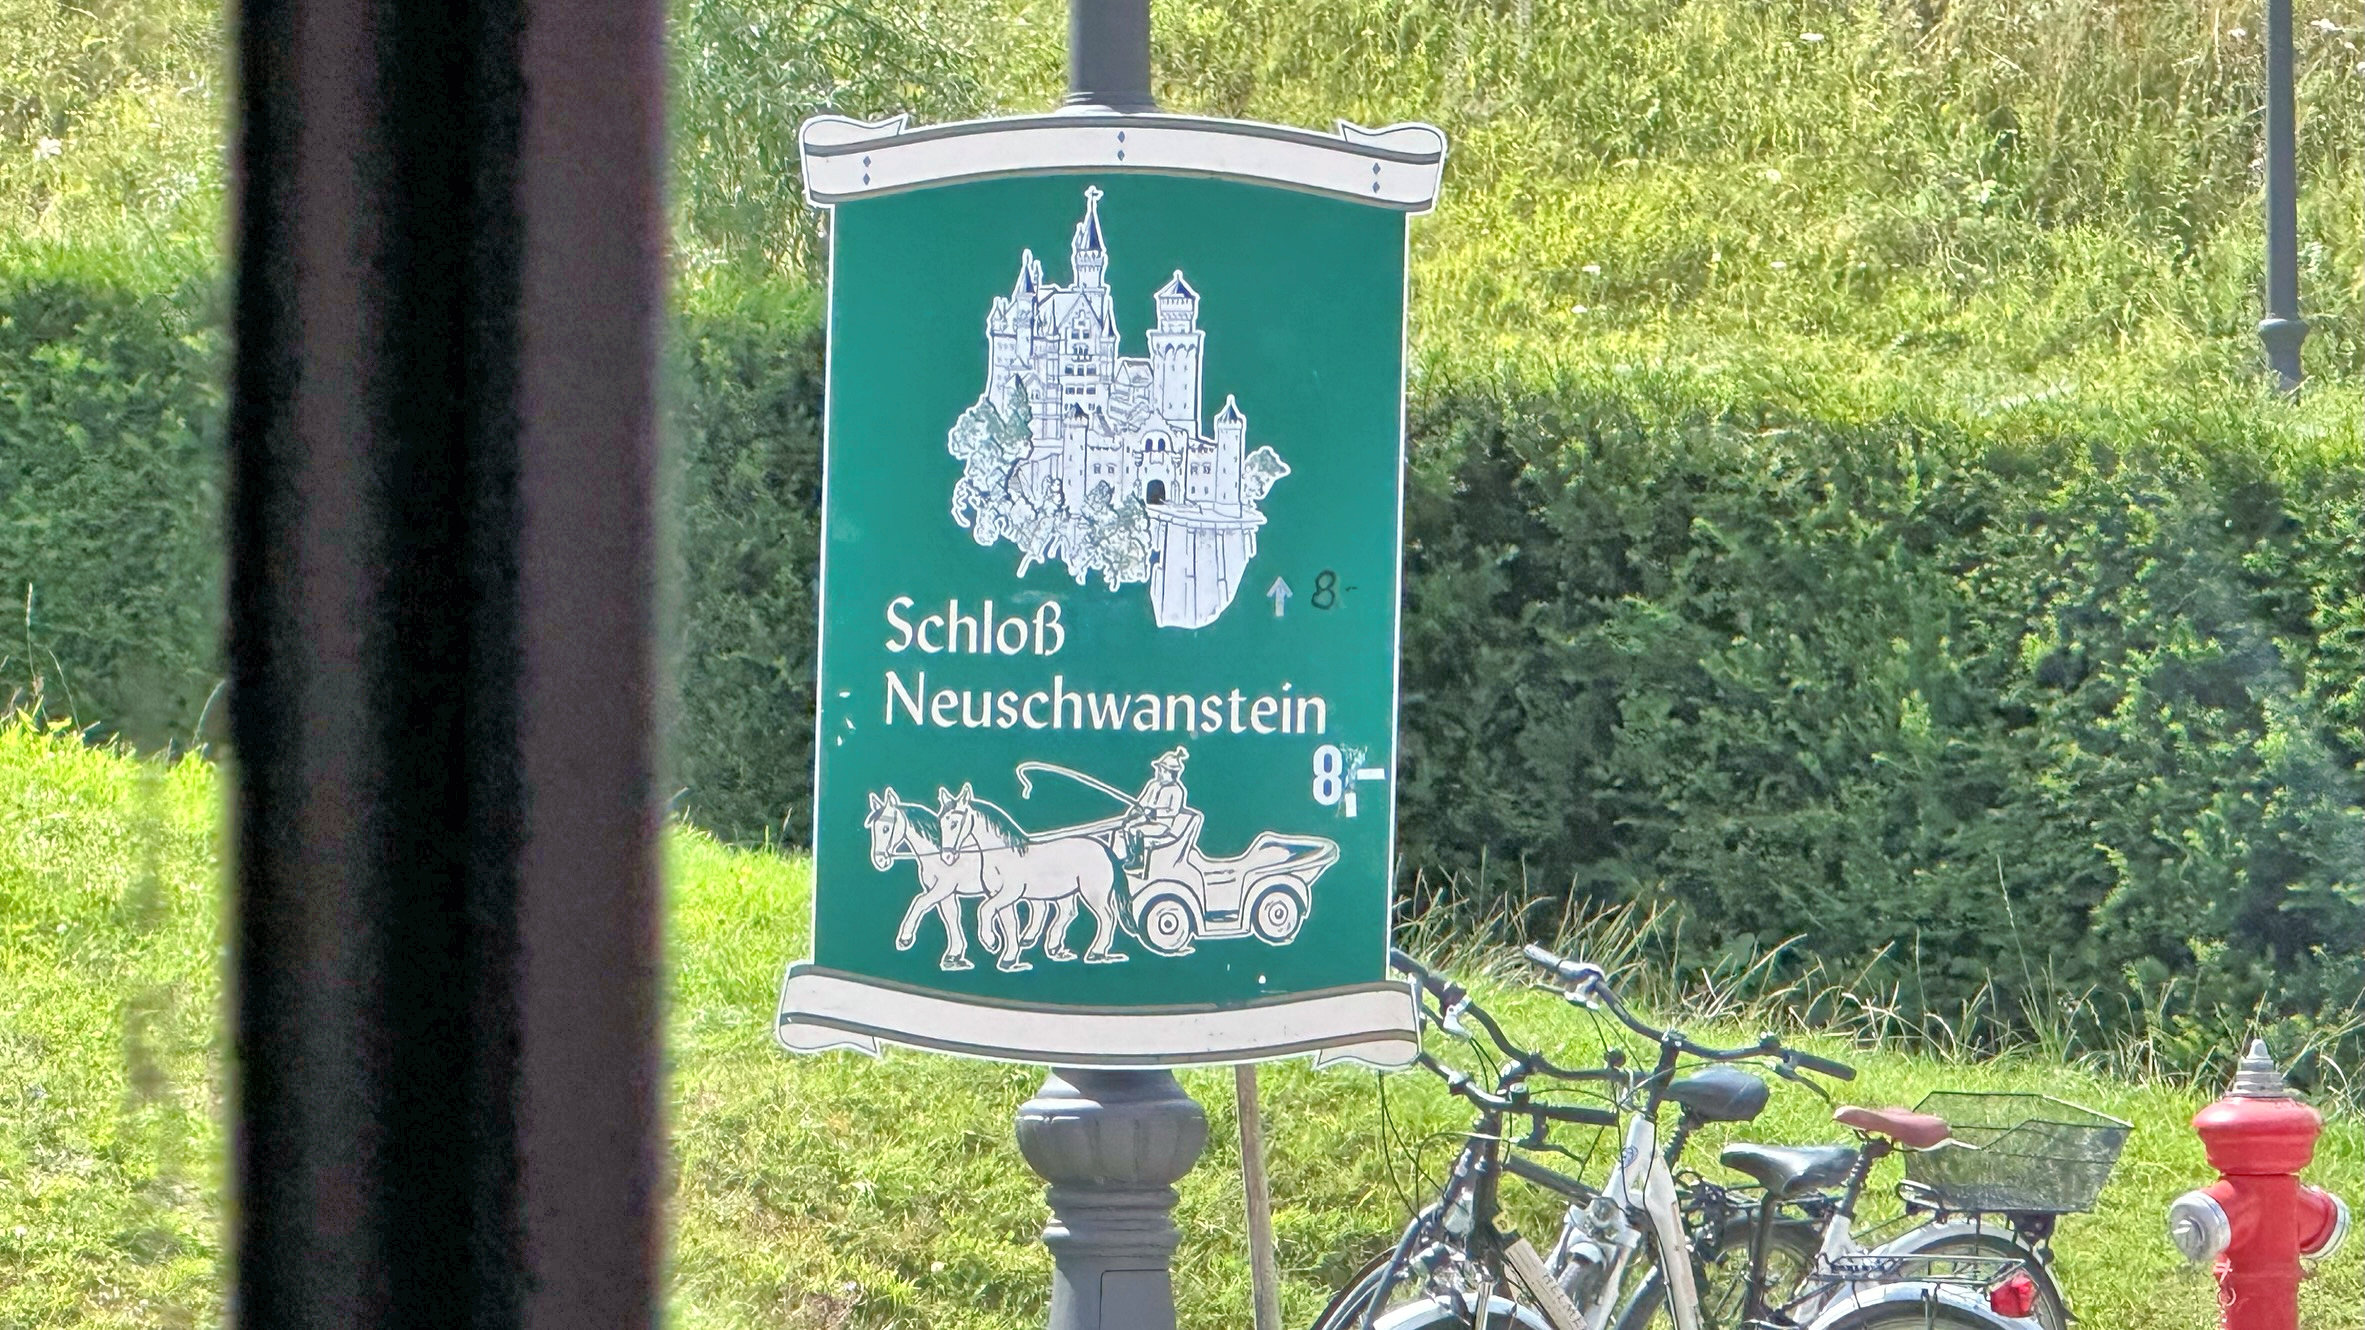 ↑ 8-
Schloß
Neuschwanstein
8,-